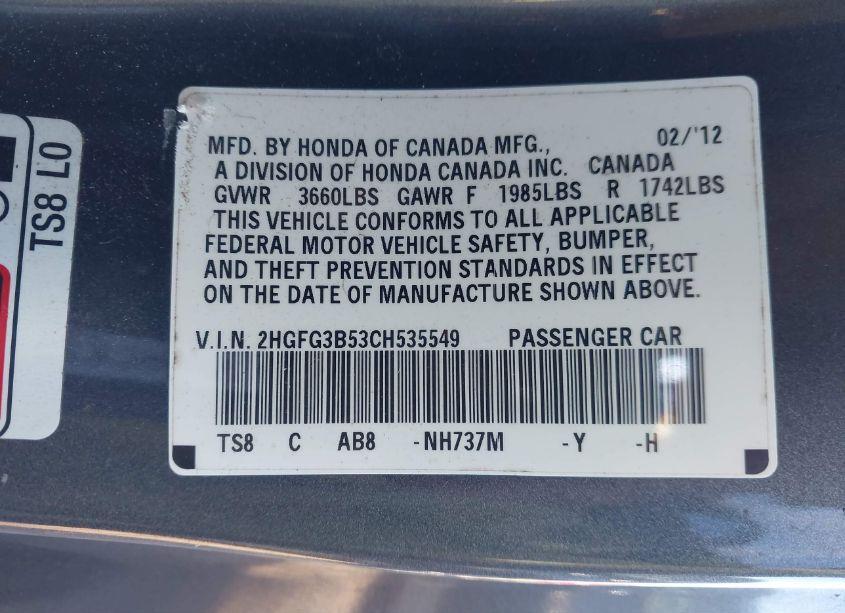 MFD. BY HONDA OF CANADA MFG., 02/'12
A DIVISION OF HONDA CANADA INC. CANADA
GVWR 3660LBS GAWR F 1985LBS R 1742LBS
THIS VEHICLE CONFORMS TO ALL APPLICABLE
FEDERAL MOTOR VEHICLE SAFETY, BUMPER,
AND THEFT PREVENTION STANDARDS IN EFFECT
ON THE DATE OF MANUFACTURE SHOWN ABOVE.
V.I.N. 2HGFG3B53CH535549 PASSENGER CAR
TS8 C AB8 -NH737M -Y -H
TS8 L0